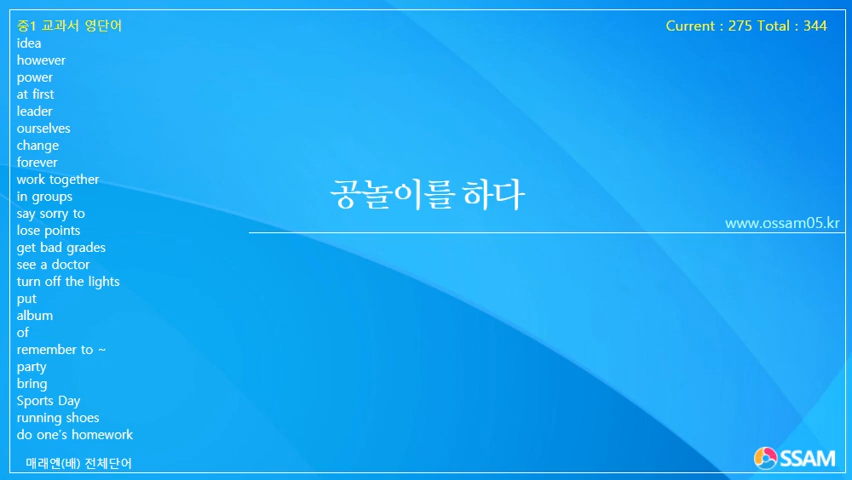 중1 교과서 영단어
Current : 275 Total : 344
idea
however
power
at first
leader
ourselves
change
forever
work together
in groups
say sorry to
lose points
get bad grades
see a doctor
turn off the lights
put
album
of
remember to ~
party
bring
Sports Day
running shoes
do one's homework
공놀이를 하다
www.ossam05.kr
매래엔(배) 전체단어
OSSAM